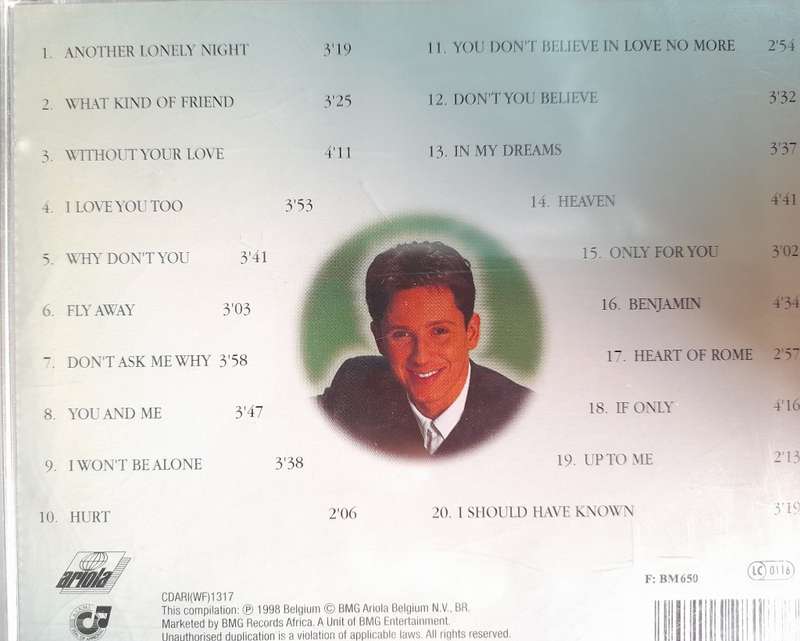 1. ANOTHER LONELY NIGHT 3'19
2. WHAT KIND OF FRIEND 3'25
3. WITHOUT YOUR LOVE 4'11
4. I LOVE YOU TOO 3'53
5. WHY DON'T YOU 3'41
6. FLY AWAY 3'03
7. DON'T ASK ME WHY 3'58
8. YOU AND ME 3'47
9. I WON'T BE ALONE 3'38
10. HURT 2'06
11. YOU DON'T BELIEVE IN LOVE NO MORE 2'54
12. DON'T YOU BELIEVE 3'32
13. IN MY DREAMS 3'37
14. HEAVEN 4'41
15. ONLY FOR YOU 3'02
16. BENJAMIN 4'34
17. HEART OF ROME 2'57
18. IF ONLY 4'16
19. UP TO ME 2'13
20. I SHOULD HAVE KNOWN 3'19
ariola
F: BM650
LC 0116
CDARI(WF)1317
This compilation: Ⓟ 1998 Belgium © BMG Ariola Belgium N.V., BR.
Marketed by BMG Records Africa. A Unit of BMG Entertainment.
Unauthorised duplication is a violation of applicable laws. All rights reserved.